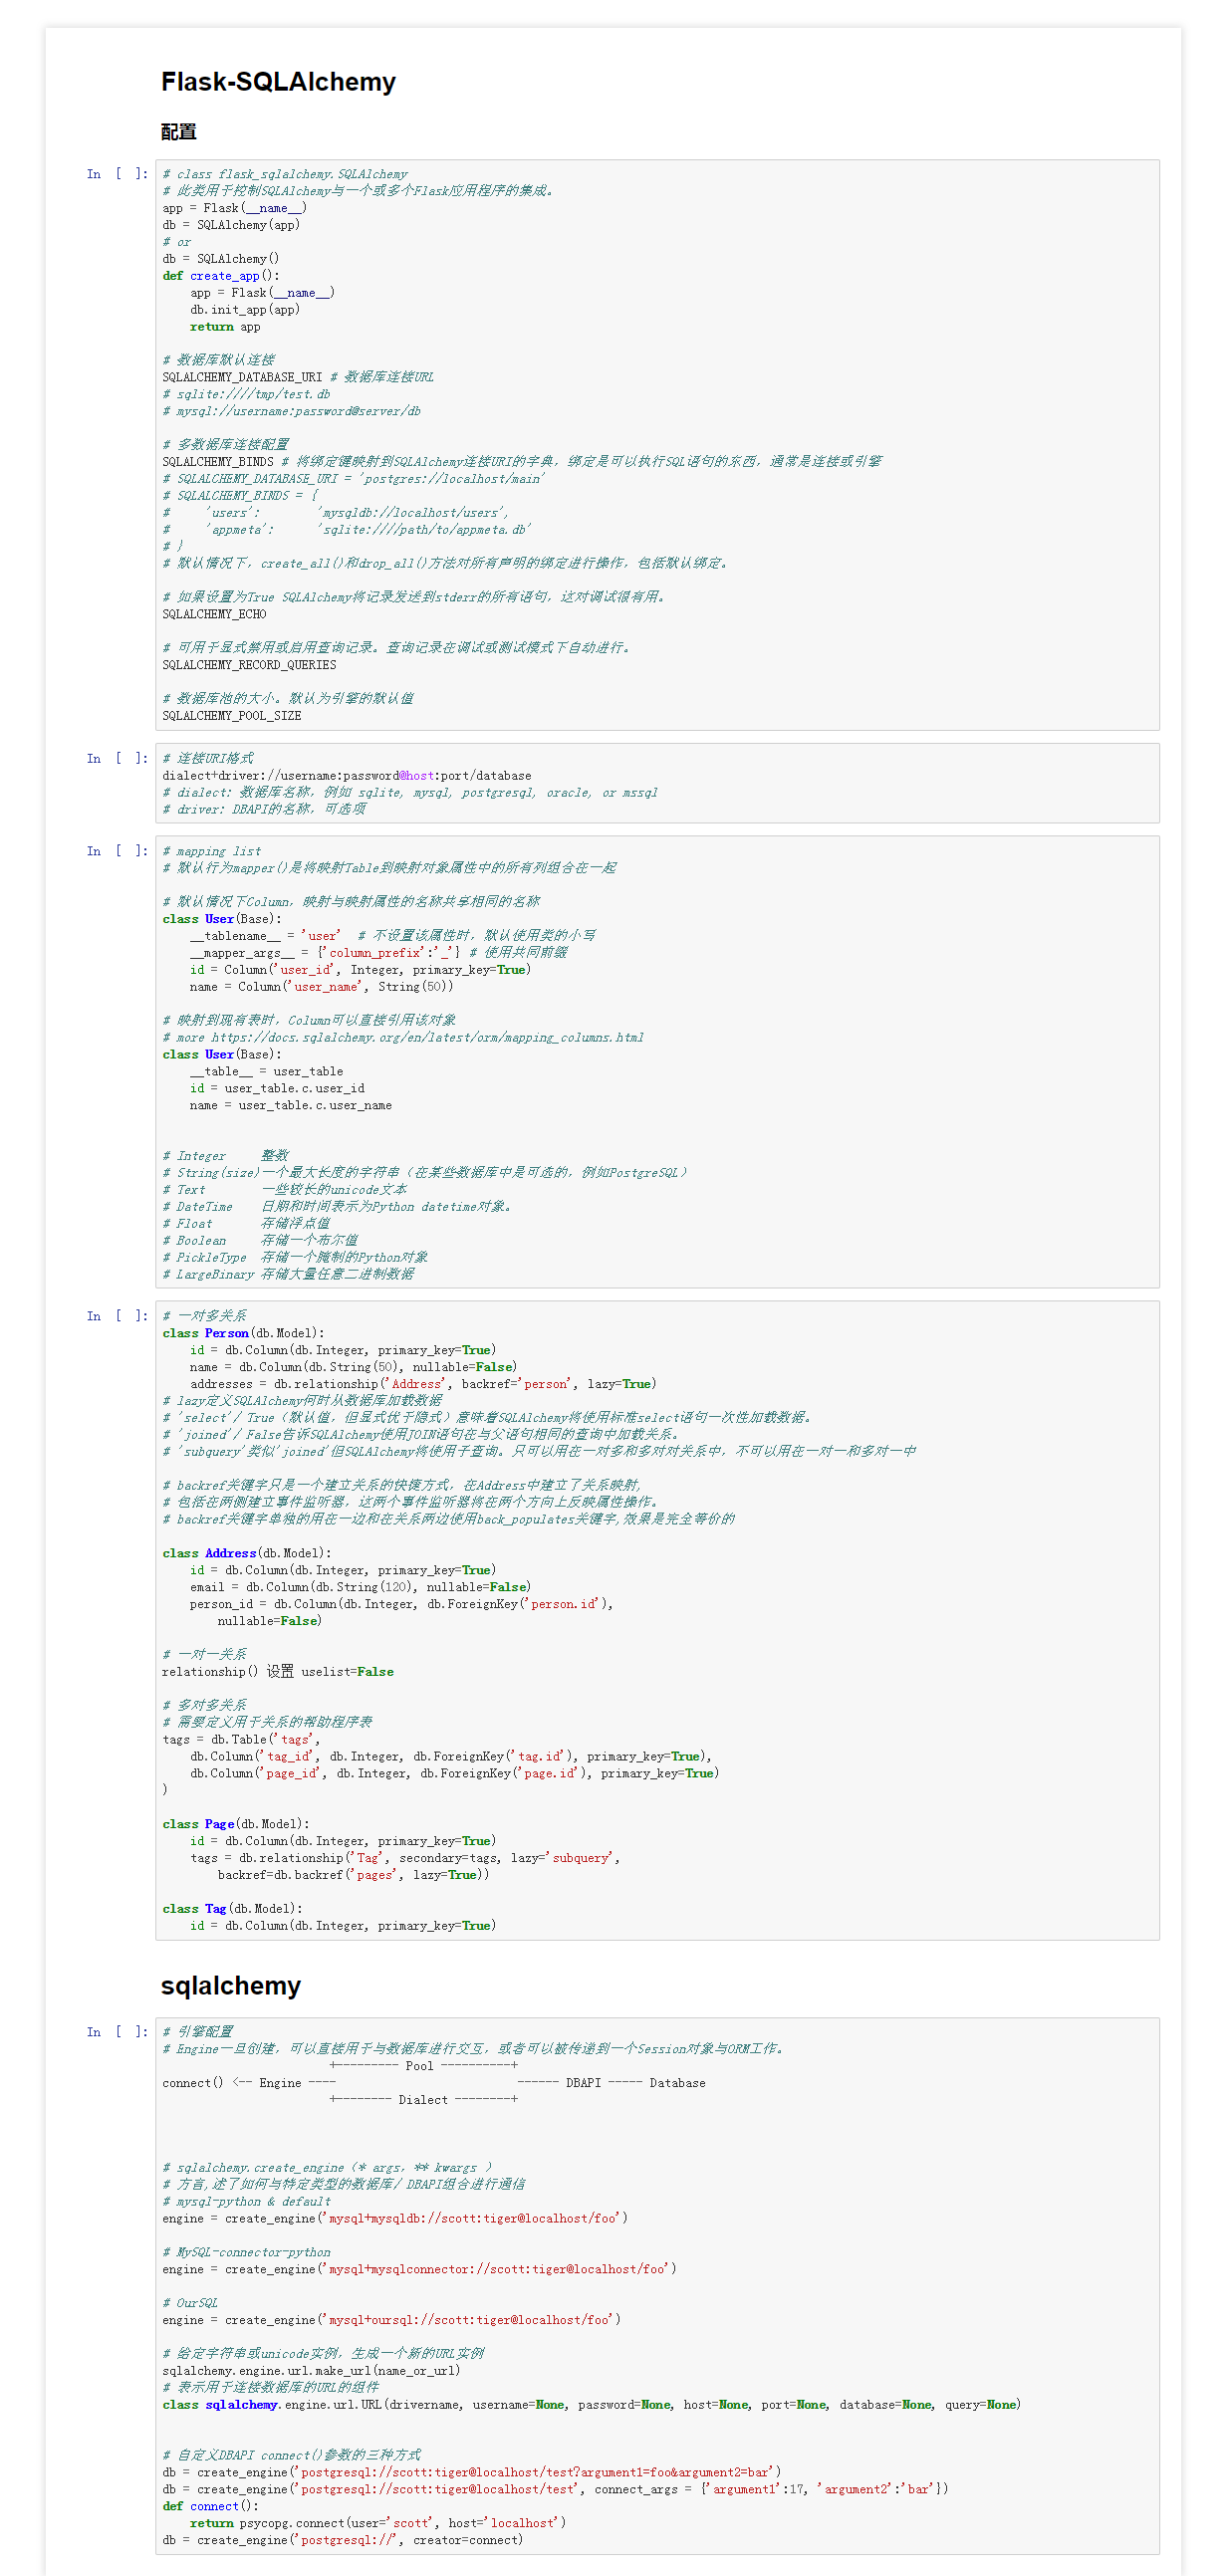 Flask-SQLAlchemy
配置
In [ ]:
# class flask_sqlalchemy.SQLAlchemy
# 此类用于控制SQLAlchemy与一个或多个Flask应用程序的集成。
app = Flask(__name__)
db = SQLAlchemy(app)
# or
db = SQLAlchemy()
def create_app():
    app = Flask(__name__)
    db.init_app(app)
    return app
# 数据库默认连接
SQLALCHEMY_DATABASE_URI # 数据库连接URL
# sqlite:////tmp/test.db
# mysql://username:password@server/db
# 多数据库连接配置
SQLALCHEMY_BINDS # 将绑定键映射到SQLAlchemy连接URI的字典，绑定是可以执行SQL语句的东西，通常是连接或引擎
# SQLALCHEMY_DATABASE_URI = 'postgres://localhost/main'
# SQLALCHEMY_BINDS = {
#     'users':        'mysqldb://localhost/users',
#     'appmeta':      'sqlite:////path/to/appmeta.db'
# }
# 默认情况下，create_all()和drop_all()方法对所有声明的绑定进行操作，包括默认绑定。
# 如果设置为True SQLAlchemy将记录发送到stderr的所有语句，这对调试很有用。
SQLALCHEMY_ECHO
# 可用于显式禁用或启用查询记录。查询记录在调试或测试模式下自动进行。
SQLALCHEMY_RECORD_QUERIES
# 数据库池的大小。默认为引擎的默认值
SQLALCHEMY_POOL_SIZE
In [ ]:
# 连接URI格式
dialect+driver://username:password@host:port/database
# dialect: 数据库名称，例如 sqlite, mysql, postgresql, oracle, or mssql
# driver: DBAPI的名称，可选项
In [ ]:
# mapping list
# 默认行为mapper()是将映射Table到映射对象属性中的所有列组合在一起
# 默认情况下Column，映射与映射属性的名称共享相同的名称
class User(Base):
    __tablename__ = 'user'  # 不设置该属性时，默认使用类的小写
    __mapper_args__ = {'column_prefix':'_'} # 使用共同前缀
    id = Column('user_id', Integer, primary_key=True)
    name = Column('user_name', String(50))
# 映射到现有表时，Column可以直接引用该对象
# more https://docs.sqlalchemy.org/en/latest/orm/mapping_columns.html
class User(Base):
    __table__ = user_table
    id = user_table.c.user_id
    name = user_table.c.user_name
# Integer     整数
# String(size)一个最大长度的字符串（在某些数据库中是可选的，例如PostgreSQL）
# Text        一些较长的unicode文本
# DateTime    日期和时间表示为Python datetime对象。
# Float       存储浮点值
# Boolean     存储一个布尔值
# PickleType  存储一个腌制的Python对象
# LargeBinary 存储大量任意二进制数据
In [ ]:
# 一对多关系
class Person(db.Model):
    id = db.Column(db.Integer, primary_key=True)
    name = db.Column(db.String(50), nullable=False)
    addresses = db.relationship('Address', backref='person', lazy=True)
# lazy定义SQLAlchemy何时从数据库加载数据
# 'select'/ True（默认值，但显式优于隐式）意味着SQLAlchemy将使用标准select语句一次性加载数据。
# 'joined'/ False告诉SQLAlchemy使用JOIN语句在与父语句相同的查询中加载关系。
# 'subquery'类似'joined'但SQLAlchemy将使用子查询。只可以用在一对多和多对对关系中，不可以用在一对一和多对一中
# backref关键字只是一个建立关系的快捷方式，在Address中建立了关系映射，
# 包括在两侧建立事件监听器，这两个事件监听器将在两个方向上反映属性操作。
# backref关键字单独的用在一边和在关系两边使用back_populates关键字,效果是完全等价的
class Address(db.Model):
    id = db.Column(db.Integer, primary_key=True)
    email = db.Column(db.String(120), nullable=False)
    person_id = db.Column(db.Integer, db.ForeignKey('person.id'),
        nullable=False)
# 一对一关系
relationship() 设置 uselist=False
# 多对多关系
# 需要定义用于关系的帮助程序表
tags = db.Table('tags',
    db.Column('tag_id', db.Integer, db.ForeignKey('tag.id'), primary_key=True),
    db.Column('page_id', db.Integer, db.ForeignKey('page.id'), primary_key=True)
)
class Page(db.Model):
    id = db.Column(db.Integer, primary_key=True)
    tags = db.relationship('Tag', secondary=tags, lazy='subquery',
        backref=db.backref('pages', lazy=True))
class Tag(db.Model):
    id = db.Column(db.Integer, primary_key=True)
sqlalchemy
In [ ]:
# 引擎配置
# Engine一旦创建，可以直接用于与数据库进行交互，或者可以被传递到一个Session对象与ORM工作。
                        +--------- Pool ----------+
connect() <-- Engine ----                          ------ DBAPI ----- Database
                        +-------- Dialect --------+
# sqlalchemy.create_engine（* args，** kwargs ）
# 方言,述了如何与特定类型的数据库/ DBAPI组合进行通信
# mysql-python & default
engine = create_engine('mysql+mysqldb://scott:tiger@localhost/foo')
# MySQL-connector-python
engine = create_engine('mysql+mysqlconnector://scott:tiger@localhost/foo')
# OurSQL
engine = create_engine('mysql+oursql://scott:tiger@localhost/foo')
# 给定字符串或unicode实例，生成一个新的URL实例
sqlalchemy.engine.url.make_url(name_or_url)
# 表示用于连接数据库的URL的组件
class sqlalchemy.engine.url.URL(drivername, username=None, password=None, host=None, port=None, database=None, query=None)
# 自定义DBAPI connect()参数的三种方式
db = create_engine('postgresql://scott:tiger@localhost/test?argument1=foo&argument2=bar')
db = create_engine('postgresql://scott:tiger@localhost/test', connect_args = {'argument1':17, 'argument2':'bar'})
def connect():
    return psycopg.connect(user='scott', host='localhost')
db = create_engine('postgresql://', creator=connect)